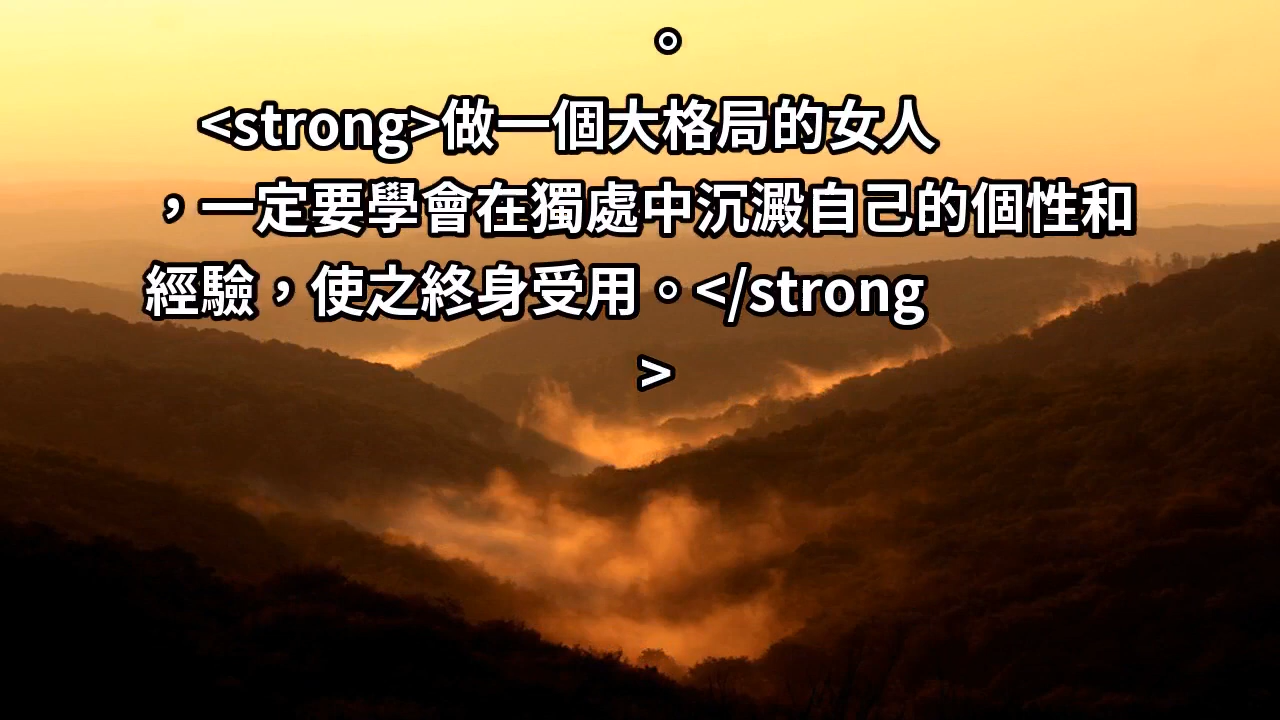 。
<strong>做一個大格局的女人
，一定要學會在獨處中沉澱自己的個性和
經驗，使之終身受用。</strong
>